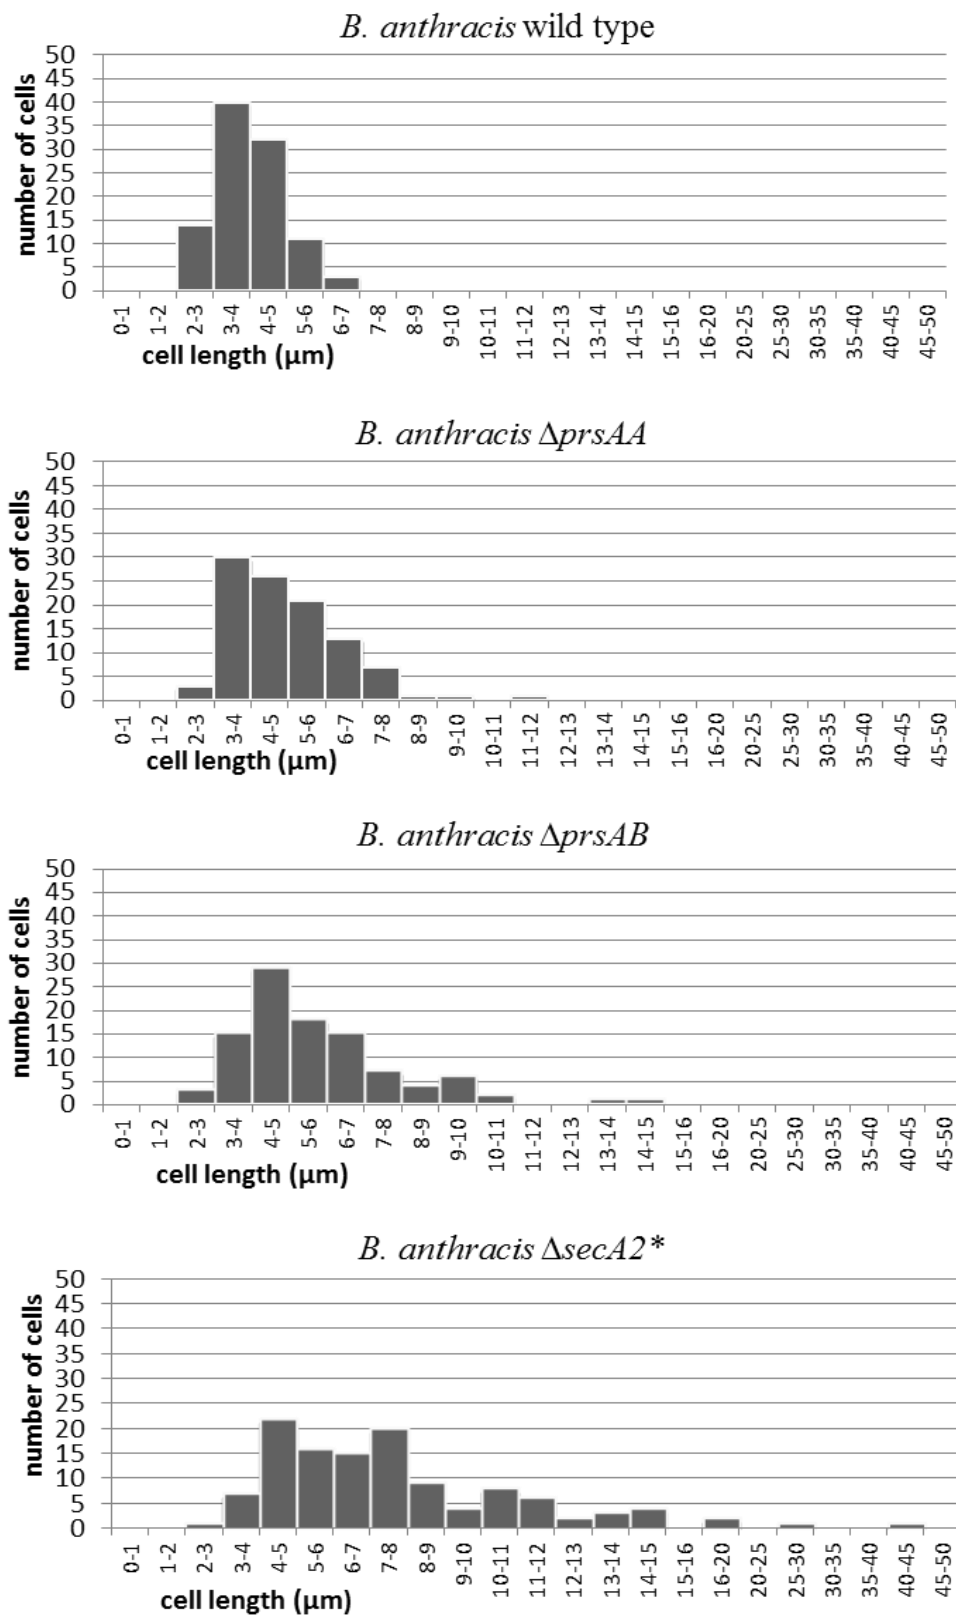 B. anthracis wild type
number of cells
50
45
40
35
30
25
20
15
10
5
0
0-1 1-2 2-3 3-4 4-5 5-6 6-7 7-8 8-9 9-10 10-11 11-12 12-13 13-14 14-15 15-16 16-20 20-25 25-30 30-35 35-40 40-45 45-50
cell length (µm)
B. anthracis ΔprsAA
number of cells
50
45
40
35
30
25
20
15
10
5
0
0-1 1-2 2-3 3-4 4-5 5-6 6-7 7-8 8-9 9-10 10-11 11-12 12-13 13-14 14-15 15-16 16-20 20-25 25-30 30-35 35-40 40-45 45-50
cell length (µm)
B. anthracis ΔprsAB
number of cells
50
45
40
35
30
25
20
15
10
5
0
0-1 1-2 2-3 3-4 4-5 5-6 6-7 7-8 8-9 9-10 10-11 11-12 12-13 13-14 14-15 15-16 16-20 20-25 25-30 30-35 35-40 40-45 45-50
cell length (µm)
B. anthracis ΔsecA2*
number of cells
50
45
40
35
30
25
20
15
10
5
0
0-1 1-2 2-3 3-4 4-5 5-6 6-7 7-8 8-9 9-10 10-11 11-12 12-13 13-14 14-15 15-16 16-20 20-25 25-30 30-35 35-40 40-45 45-50
cell length (µm)